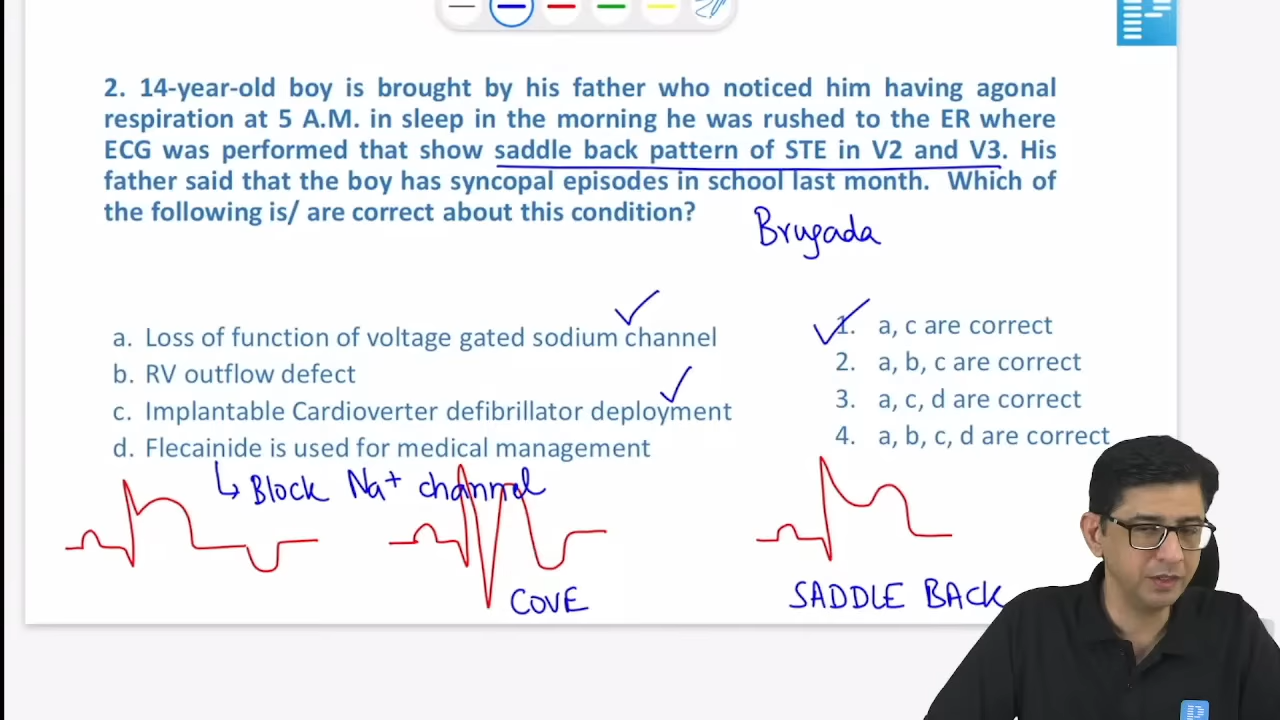 2. 14-year-old boy is brought by his father who noticed him having agonal
respiration at 5 A.M. in sleep in the morning he was rushed to the ER where
ECG was performed that show saddle back pattern of STE in V2 and V3. His
father said that the boy has syncopal episodes in school last month. Which of
the following is/ are correct about this condition?
Brugada
a. Loss of function of voltage gated sodium channel
b. RV outflow defect
c. Implantable Cardioverter defibrillator deployment
d. Flecainide is used for medical management
1. a, c are correct
2. a, b, c are correct
3. a, c, d are correct
4. a, b, c, d are correct
↳ Block Na+ channel
COVE
SADDLE BACK